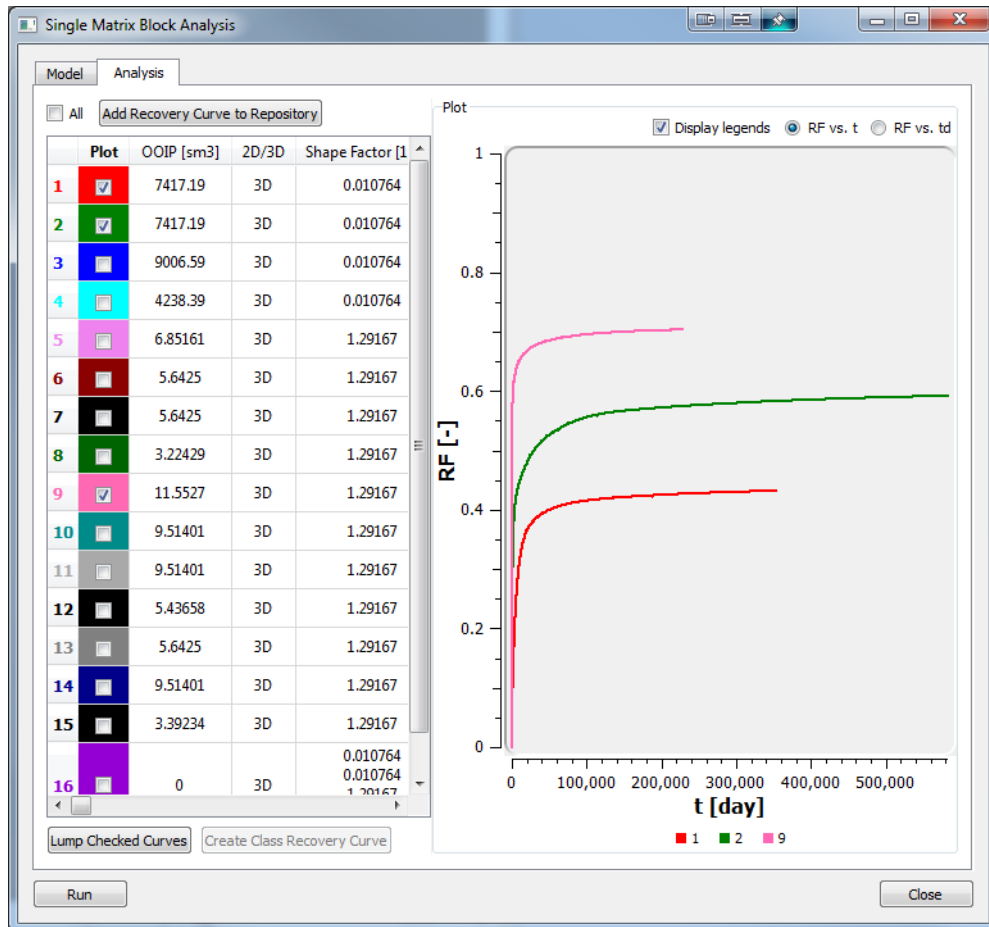 Single Matrix Block Analysis
Model Analysis
All Add Recovery Curve to Repository
Plot OOIP [sm3] 2D/3D Shape Factor [1
1 7417.19 3D 0.010764
2 7417.19 3D 0.010764
3 9006.59 3D 0.010764
4 4238.39 3D 0.010764
5 6.85161 3D 1.29167
6 5.6425 3D 1.29167
7 5.6425 3D 1.29167
8 3.22429 3D 1.29167
9 11.5527 3D 1.29167
10 9.51401 3D 1.29167
11 9.51401 3D 1.29167
12 5.43658 3D 1.29167
13 5.6425 3D 1.29167
14 9.51401 3D 1.29167
15 3.39234 3D 1.29167
0.010764
0.010764
16 0 3D 1.29167
Lump Checked Curves Create Class Recovery Curve
Plot
Display legends RF vs. t RF vs. td
1
0.8
0.6
RF [-]
0.4
0.2
0
0 100,000 200,000 300,000 400,000 500,000
t [day]
1 2 9
Run Close